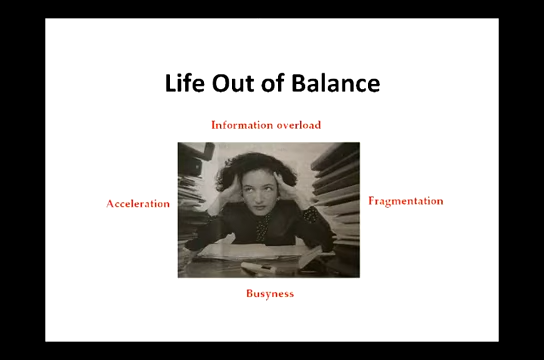 Life Out of Balance
Information overload
Acceleration
Fragmentation
Busyness